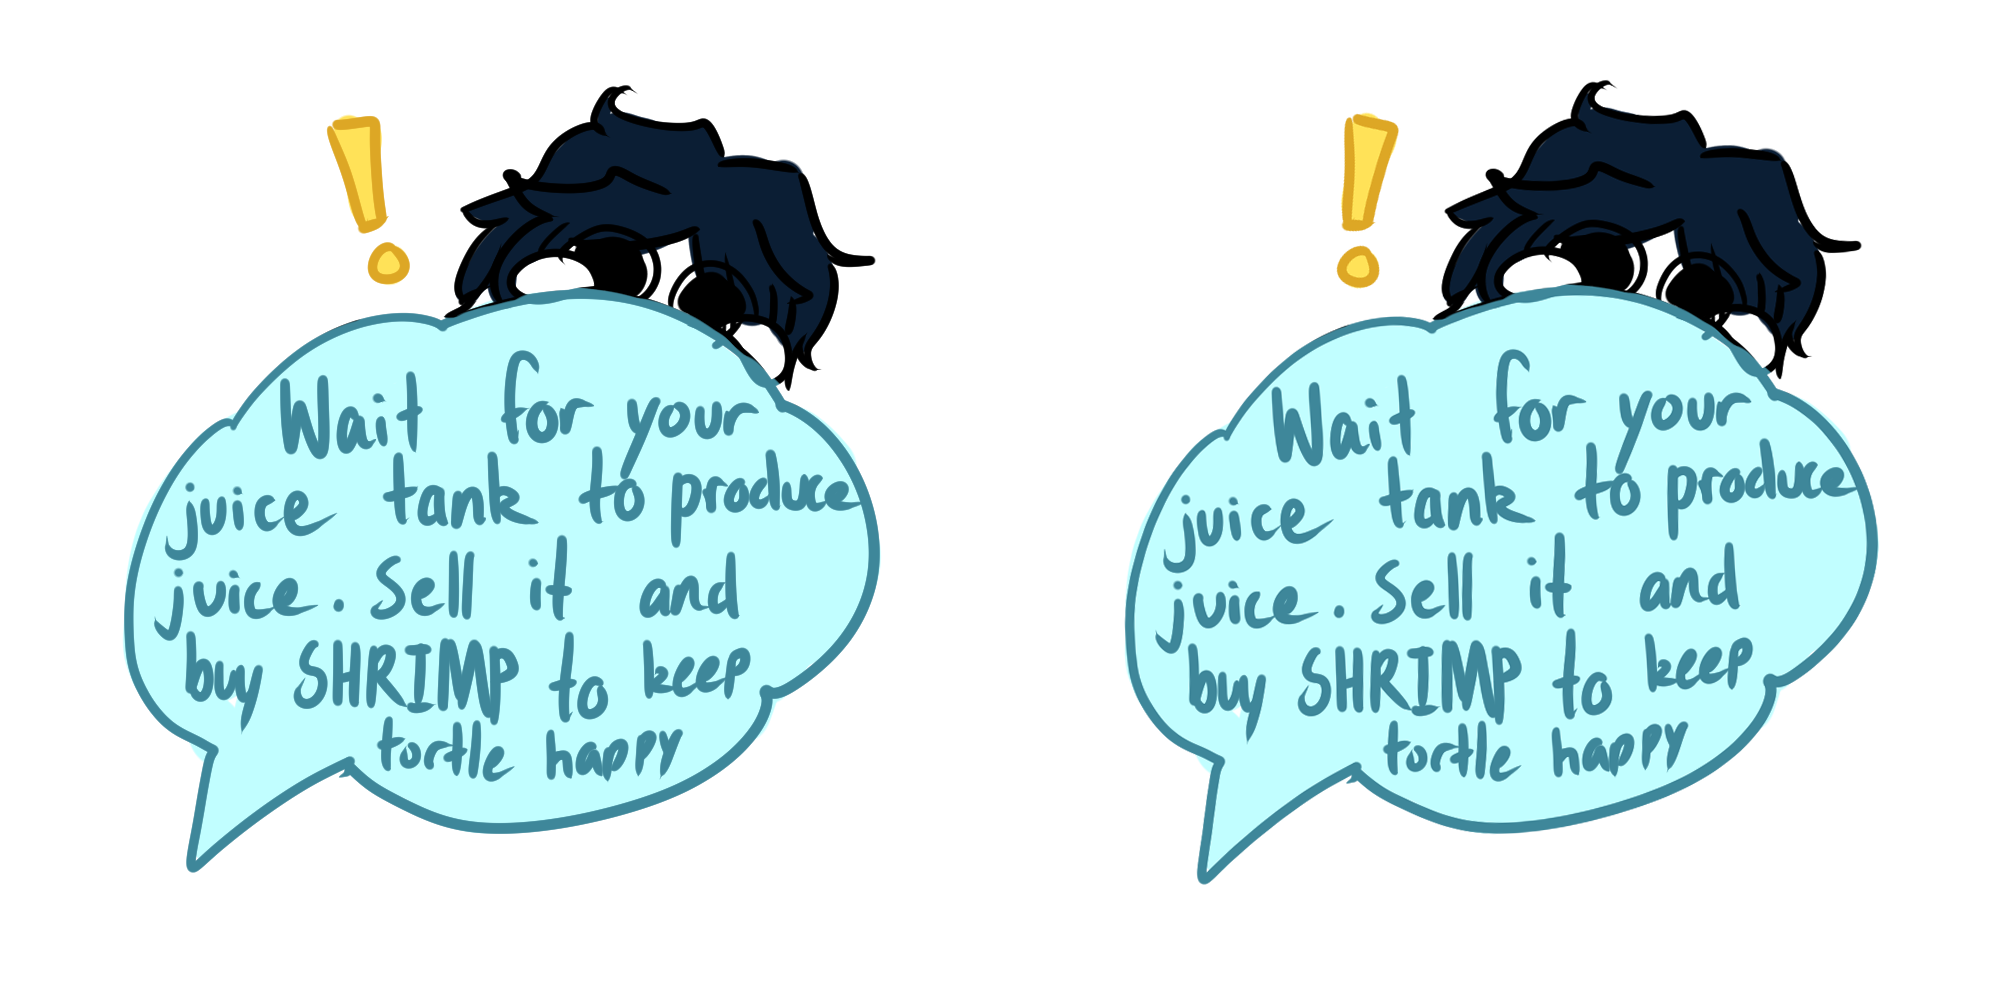 !
Wait for your
juice tank to produce
juice. Sell it and
buy SHRIMP to keep
tortle happy
!
Wait for your
juice tank to produce
juice. Sell it and
buy SHRIMP to keep
tortle happy